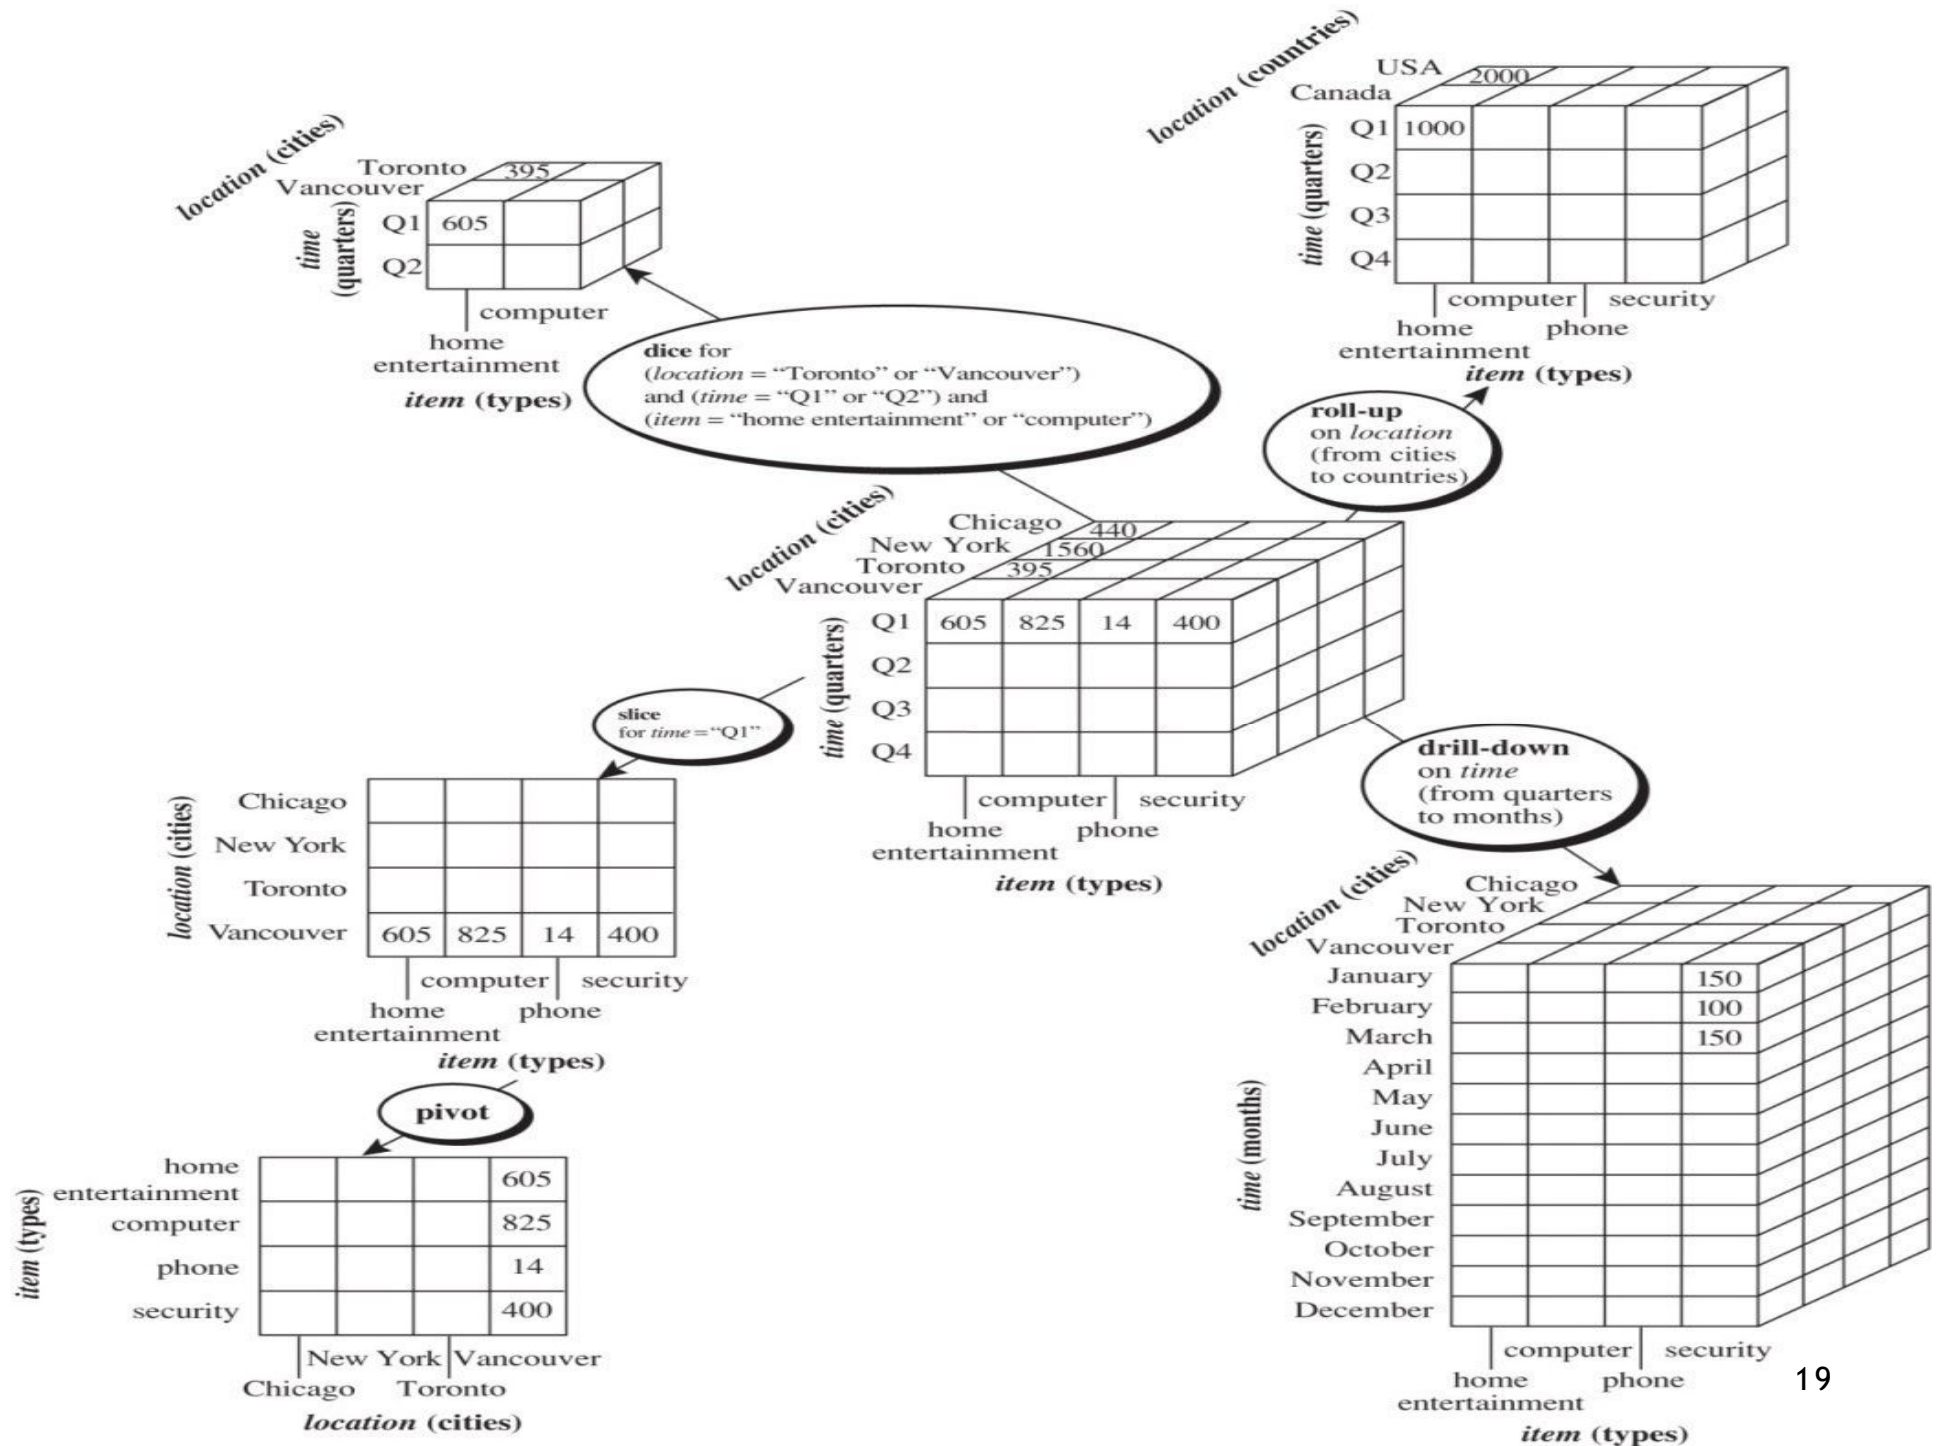 location (cities)
Toronto
395
Vancouver
time
(quarters)
Q1 605
Q2
computer
home
entertainment
item (types)
location (countries)
USA 2000
Canada
time (quarters)
Q1 1000
Q2
Q3
Q4
computer security
home phone
entertainment
item (types)
dice for
(location = “Toronto” or “Vancouver”)
and (time = “Q1” or “Q2”) and
(item = “home entertainment” or “computer”)
roll-up
on location
(from cities
to countries)
location (cities)
Chicago 440
New York 1560
Toronto 395
Vancouver
time (quarters)
Q1 605 825 14 400
Q2
Q3
Q4
computer security
home phone
entertainment
item (types)
slice
for time = “Q1”
location (cities)
Chicago
New York
Toronto
Vancouver 605 825 14 400
computer security
home phone
entertainment
item (types)
drill-down
on time
(from quarters
to months)
location (cities)
Chicago
New York
Toronto
Vancouver
time (months)
January 150
February 100
March 150
April
May
June
July
August
September
October
November
December
computer security
home phone
entertainment
item (types)
pivot
item (types)
home
entertainment 605
computer 825
phone 14
security 400
New York Vancouver
Chicago Toronto
location (cities)
19